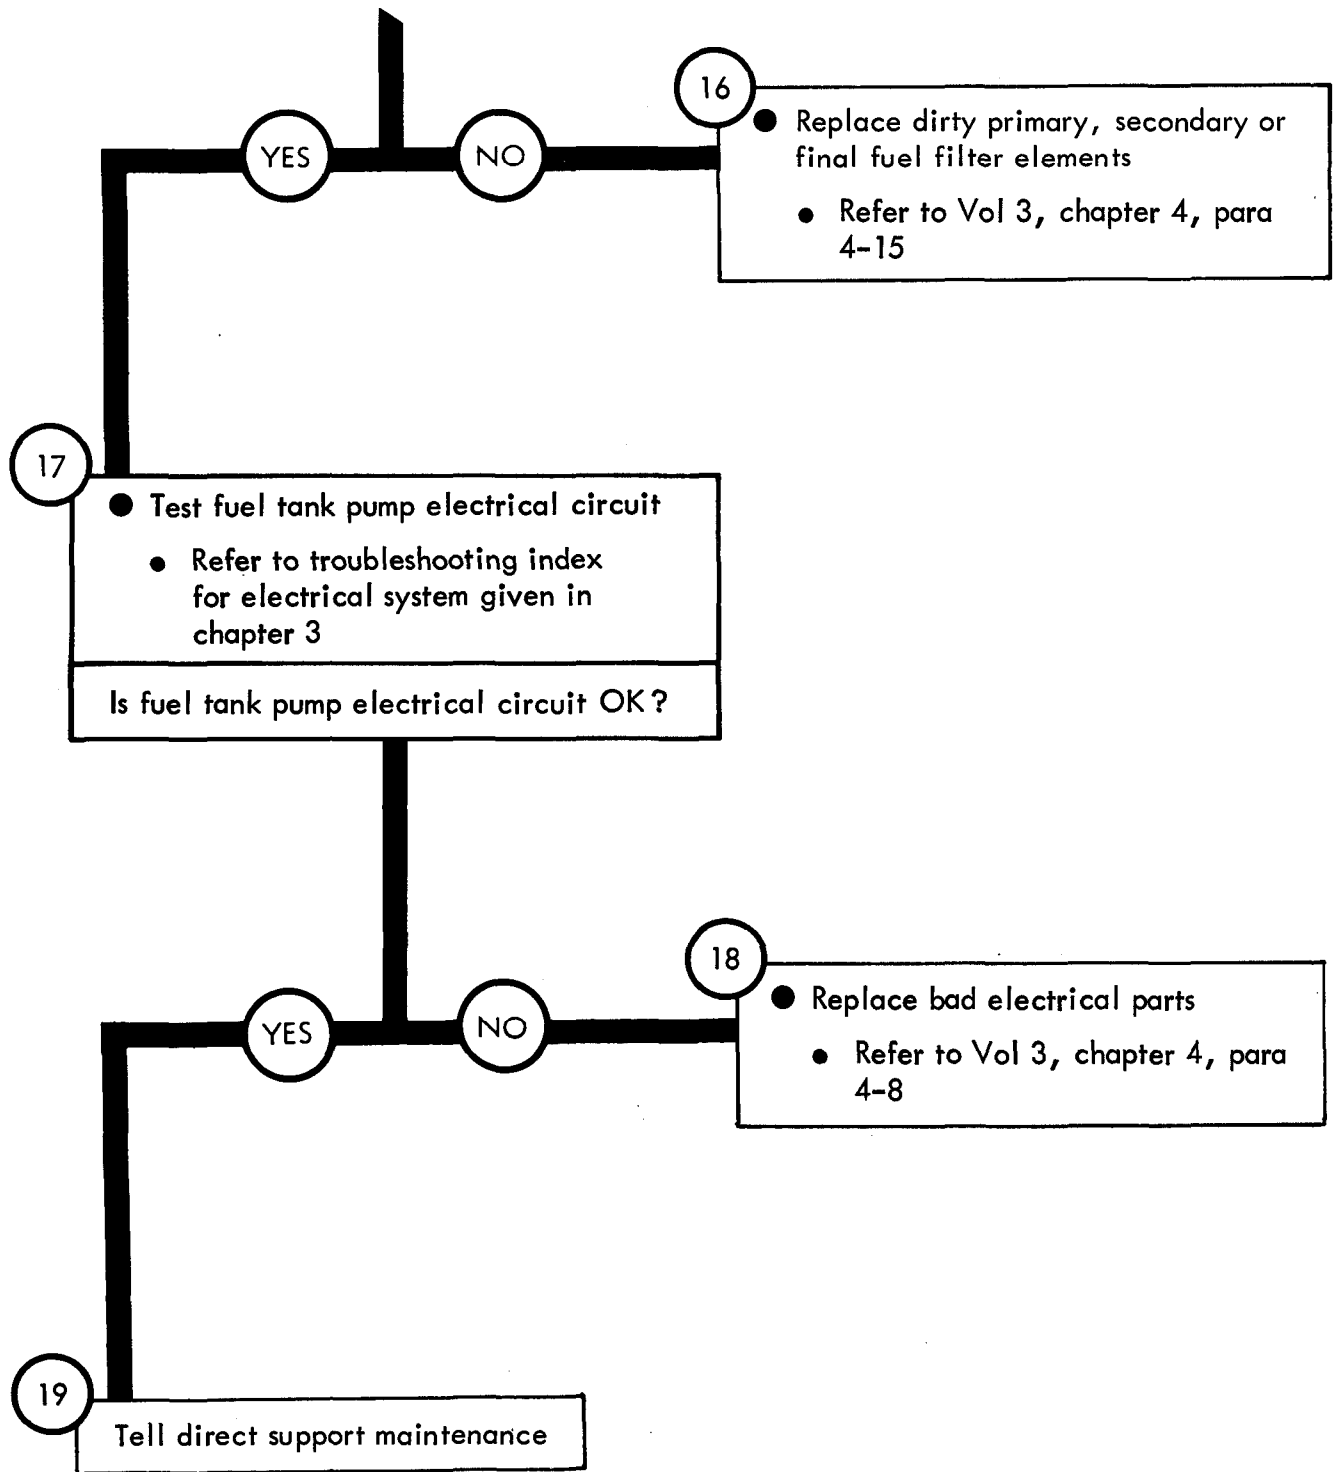 YES
NO
16
● Replace dirty primary, secondary or
final fuel filter elements
● Refer to Vol 3, chapter 4, para
4-15
17
● Test fuel tank pump electrical circuit
● Refer to troubleshooting index
for electrical system given in
chapter 3
Is fuel tank pump electrical circuit OK?
YES
NO
18
● Replace bad electrical parts
● Refer to Vol 3, chapter 4, para
4-8
19
Tell direct support maintenance